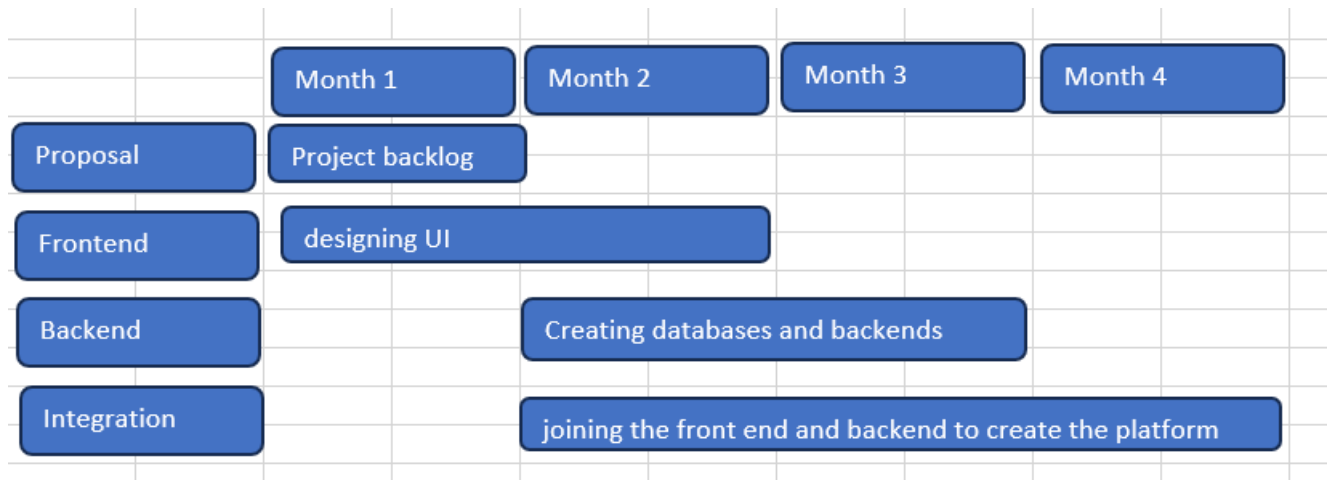 Month 1
Month 2
Month 3
Month 4
Proposal
Project backlog
Frontend
designing UI
Backend
Creating databases and backends
Integration
joining the front end and backend to create the platform